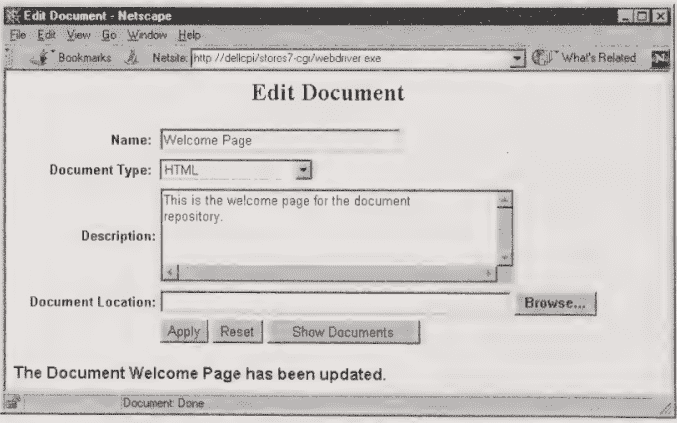 Edit Document - Netscape
File Edit View Go Window Help
Bookmarks Netsite: http://dellcpi/stores7-cgi/webdriver.exe What's Related
Edit Document
Name: Welcome Page
Document Type: HTML
This is the welcome page for the document
repository.
Description:
Document Location: Browse...
Apply Reset Show Documents
The Document Welcome Page has been updated.
Document: Done